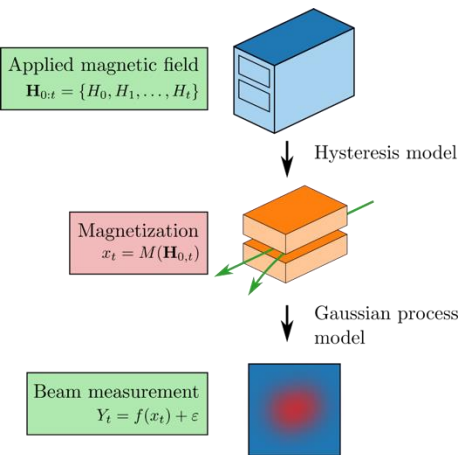 Applied magnetic field
H₀:ₜ = {H₀, H₁, . . . , Hₜ}
Hysteresis model
Magnetization
xₜ = M(H₀,ₜ)
Gaussian process
model
Beam measurement
Yₜ = f(xₜ) + ε